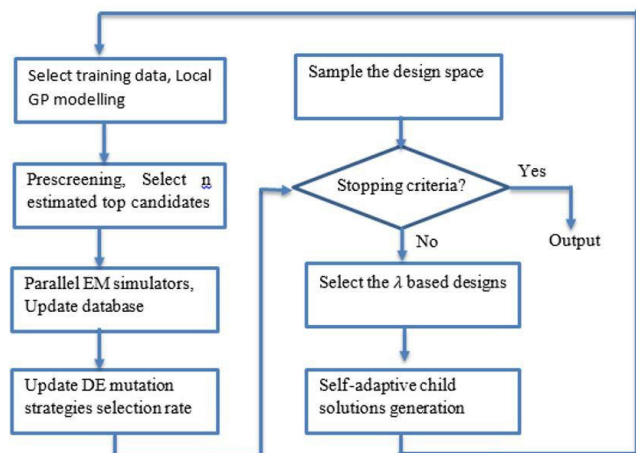 Select training data, Local
GP modelling
Prescreening, Select n
estimated top candidates
Parallel EM simulators,
Update database
Update DE mutation
strategies selection rate
Sample the design space
Stopping criteria?
Yes
Output
No
Select the λ based designs
Self-adaptive child
solutions generation